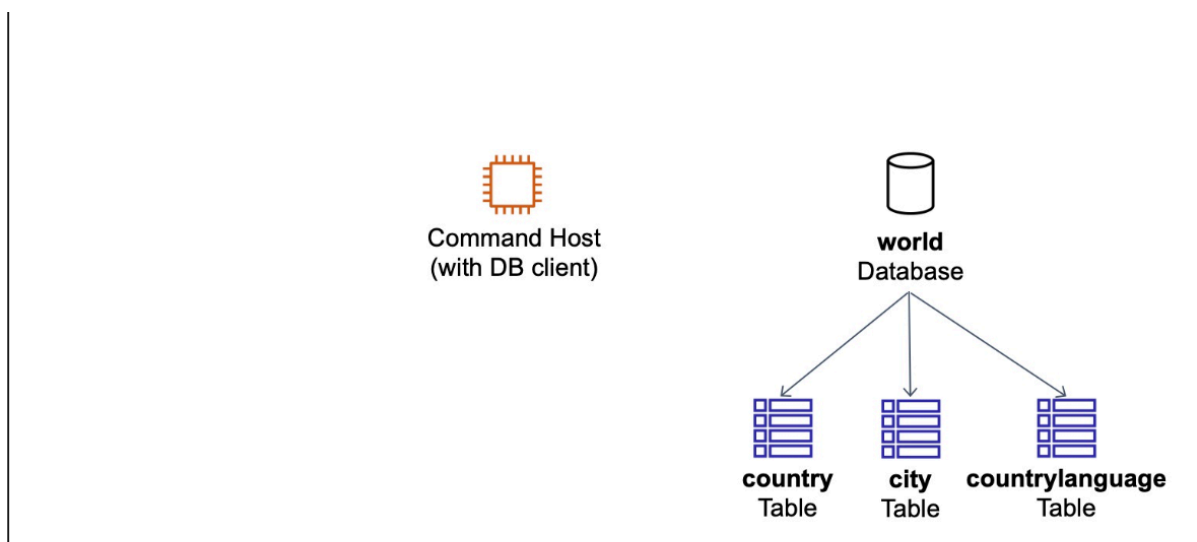 Command Host
(with DB client)
world
Database
country
Table
city
Table
countrylanguage
Table